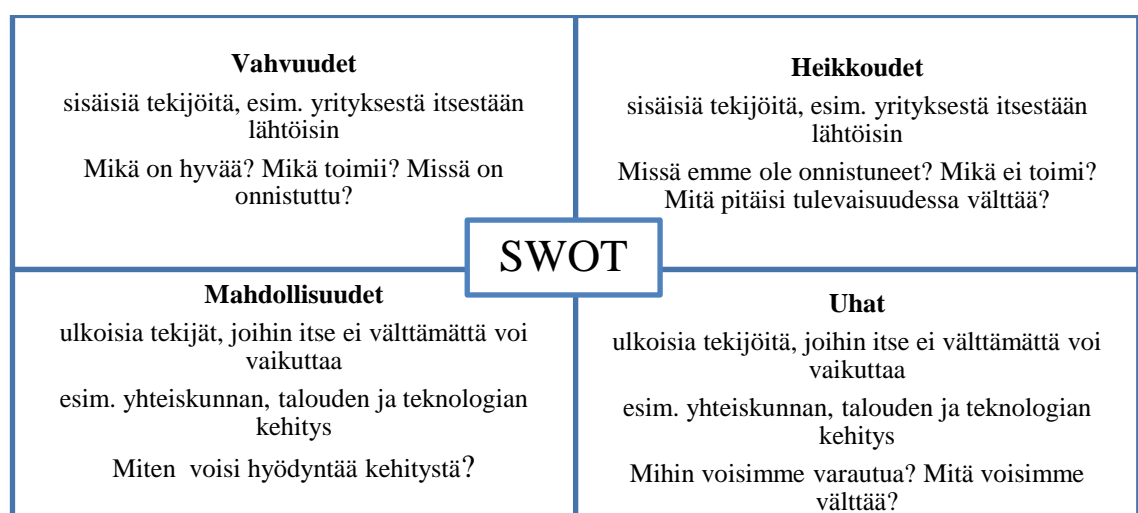 Vahvuudet
sisäisiä tekijöitä, esim. yrityksestä itsestään
lähtöisin
Mikä on hyvää? Mikä toimii? Missä on
onnistuttu?
Heikkoudet
sisäisiä tekijöitä, esim. yrityksestä itsestään
lähtöisin
Missä emme ole onnistuneet? Mikä ei toimi?
Mitä pitäisi tulevaisuudessa välttää?
SWOT
Mahdollisuudet
ulkoisia tekijät, joihin itse ei välttämättä voi
vaikuttaa
esim. yhteiskunnan, talouden ja teknologian
kehitys
Miten voisi hyödyntää kehitystä?
Uhat
ulkoisia tekijöitä, joihin itse ei välttämättä voi
vaikuttaa
esim. yhteiskunnan, talouden ja teknologian
kehitys
Mihin voisimme varautua? Mitä voisimme
välttää?